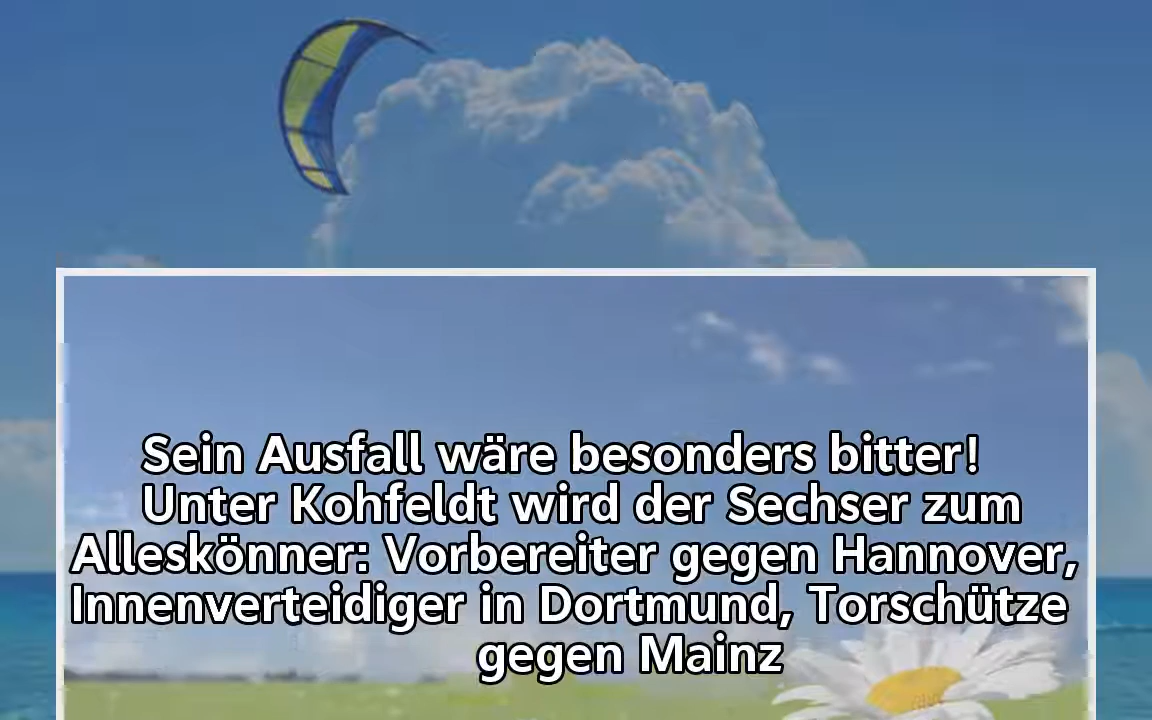 Sein Ausfall wäre besonders bitter!
Unter Kohfeldt wird der Sechser zum
Alleskönner: Vorbereiter gegen Hannover,
Innenverteidiger in Dortmund, Torschütze
gegen Mainz